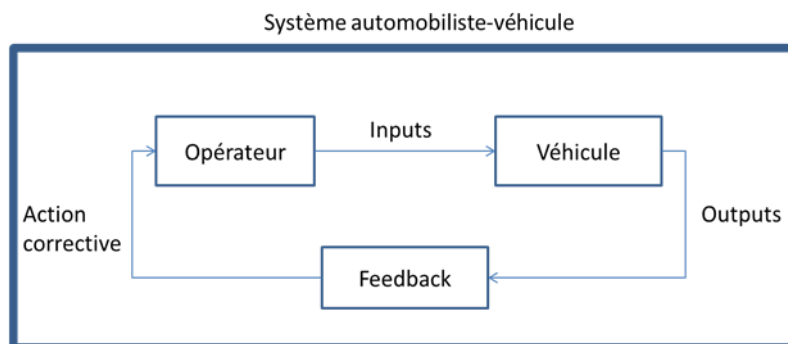 Système automobiliste-véhicule
Opérateur
Inputs
Véhicule
Action
corrective
Outputs
Feedback